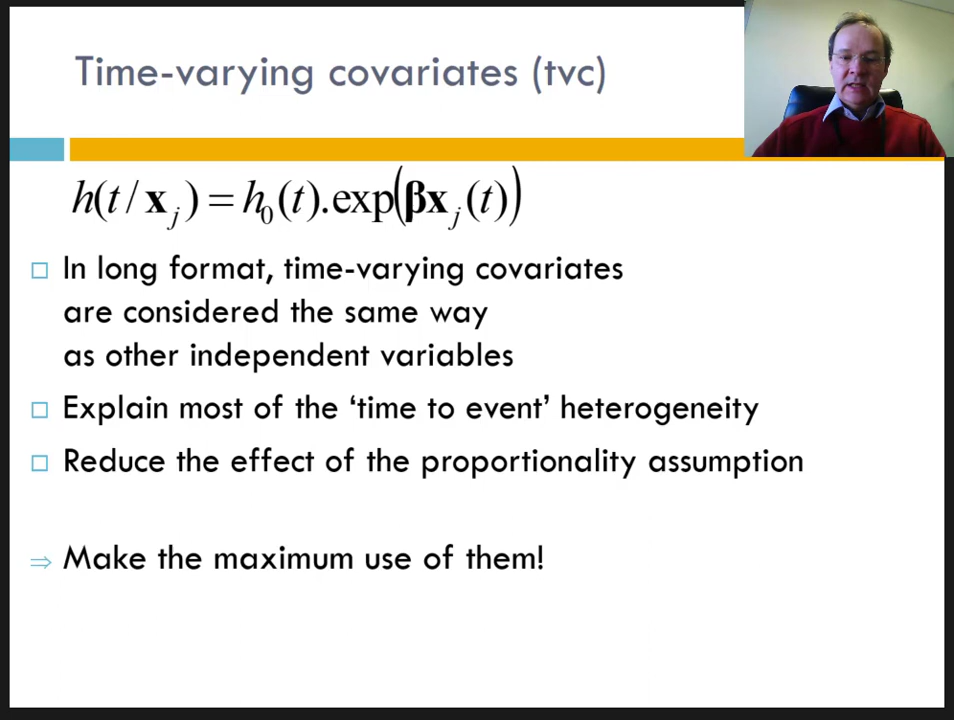 Time-varying covariates (tvc)
h(t / 𝐱ⱼ) = h₀(t).exp(𝛃𝐱ⱼ(t))
□ In long format, time-varying covariates
are considered the same way
as other independent variables
□ Explain most of the ‘time to event’ heterogeneity
□ Reduce the effect of the proportionality assumption
⇒ Make the maximum use of them!